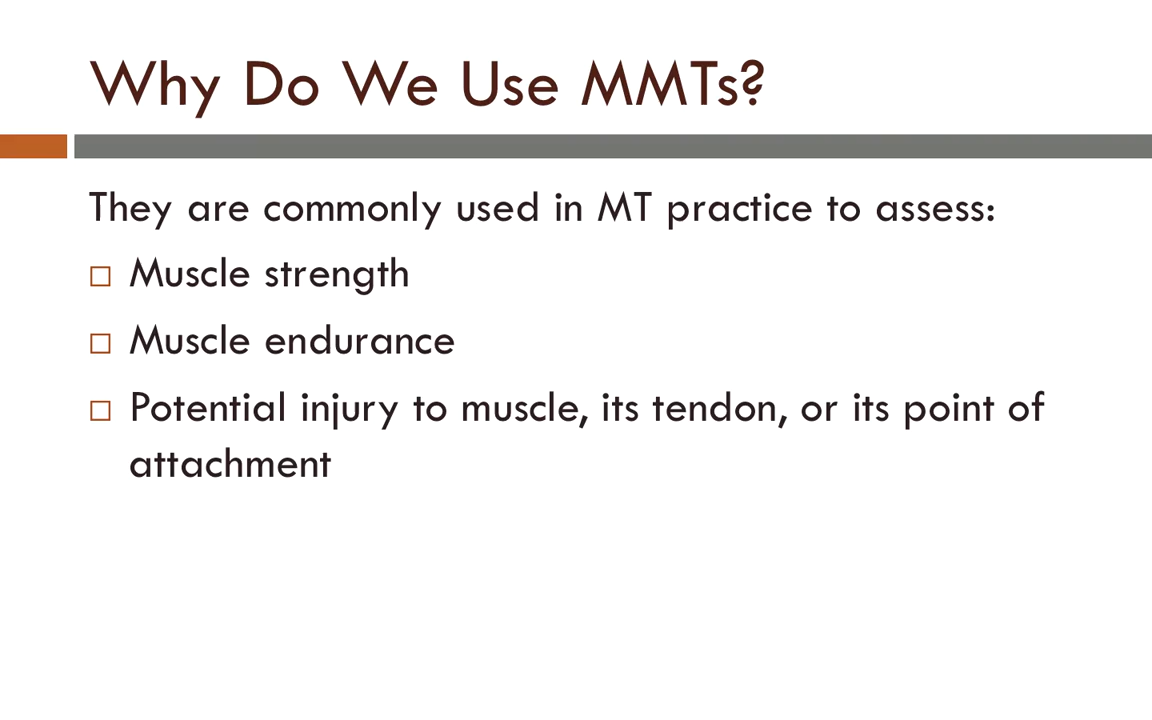 Why Do We Use MMTs?
They are commonly used in MT practice to assess:
Muscle strength
Muscle endurance
Potential injury to muscle, its tendon, or its point of
attachment